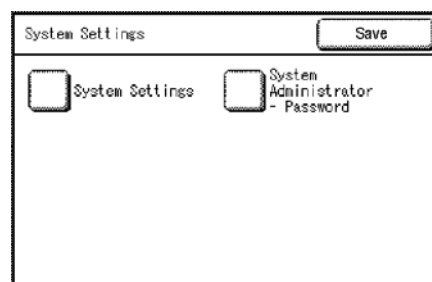 System Settings
Save
System Settings
System
Administrator
- Password